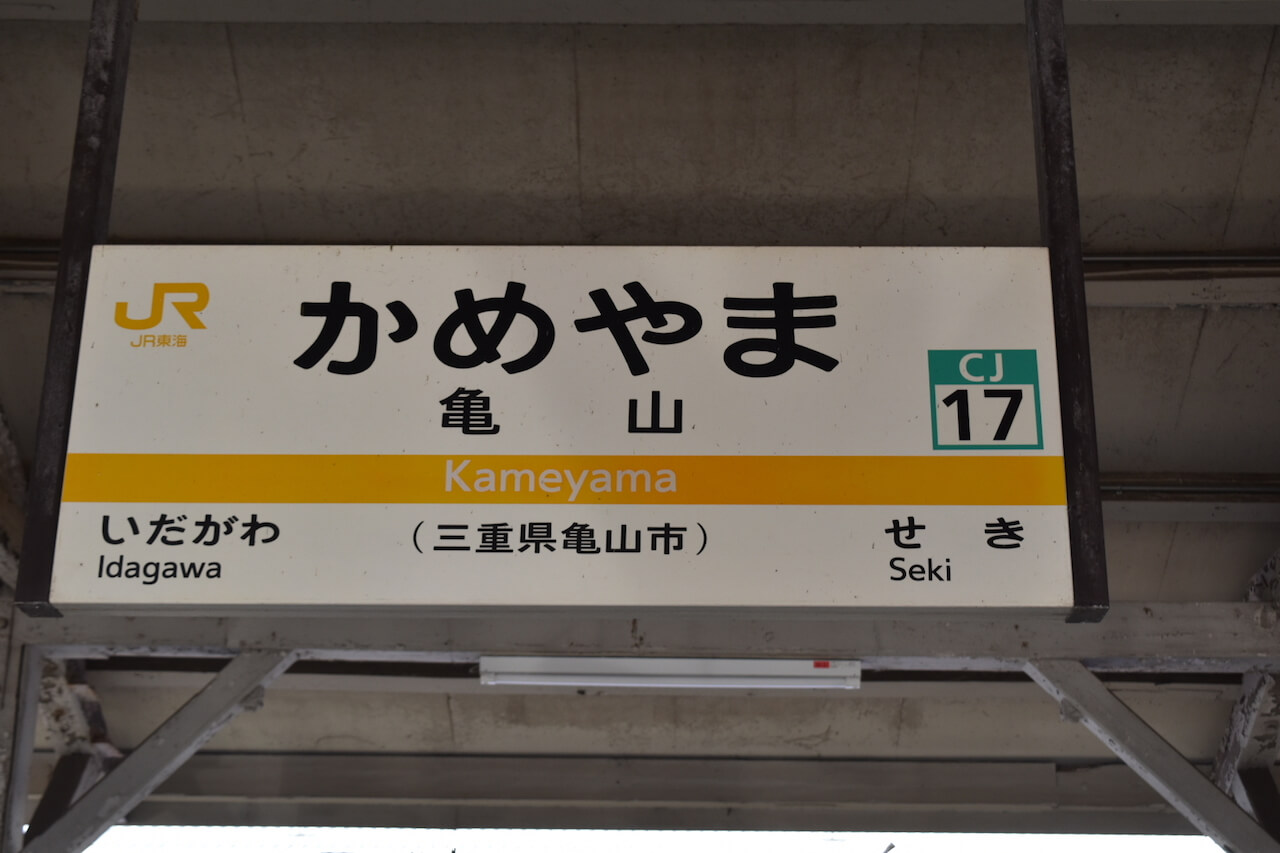 JR
JR東海
かめやま
亀山
CJ
17
Kameyama
いだがわ
Idagawa
（三重県亀山市）
せき
Seki